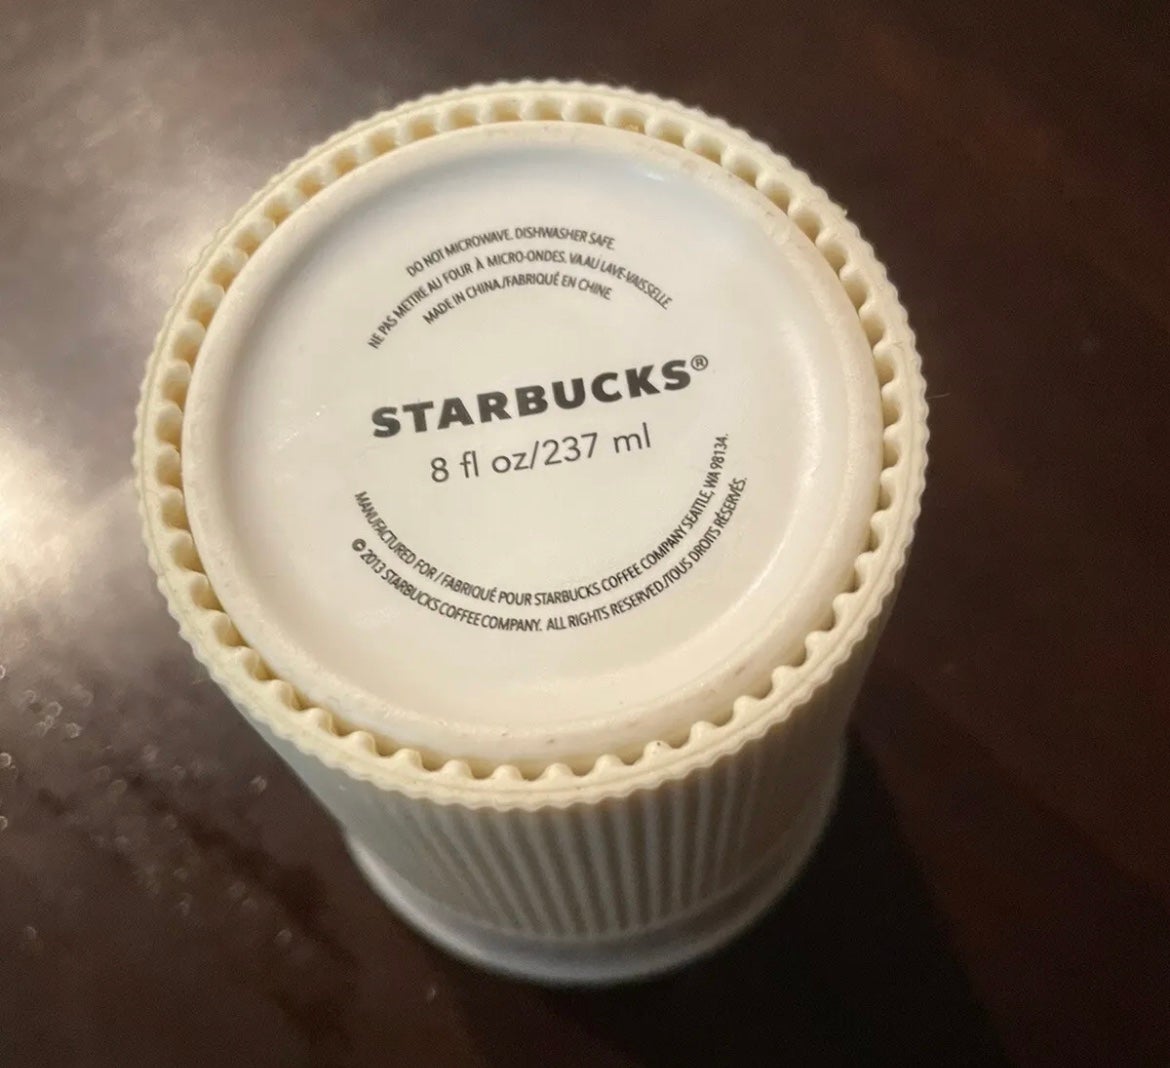 DO NOT MICROWAVE. DISHWASHER SAFE.
NE PAS METTRE AU FOUR À MICRO-ONDES. VA AU LAVE-VAISSELLE.
MADE IN CHINA/FABRIQUÉ EN CHINE
STARBUCKS®
8 fl oz/237 ml
MANUFACTURED FOR / FABRIQUÉ POUR STARBUCKS COFFEE COMPANY SEATTLE, WA 98134.
© 2013 STARBUCKS COFFEE COMPANY. ALL RIGHTS RESERVED./TOUS DROITS RÉSERVÉS.